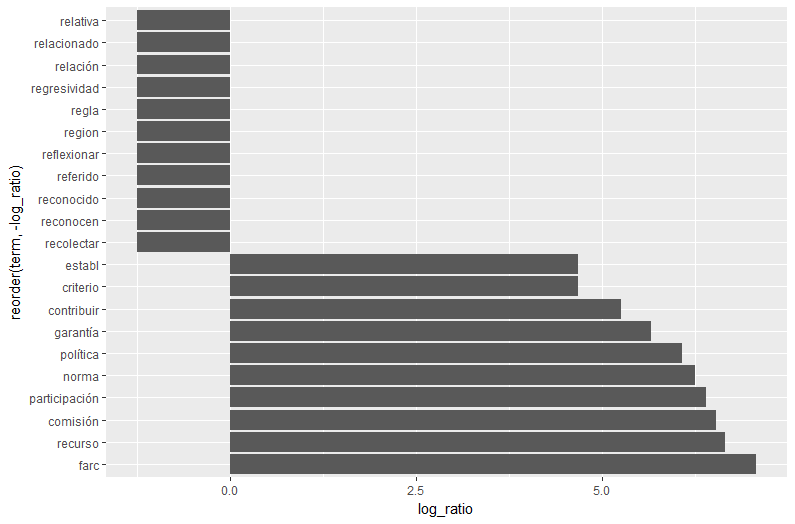 relativa
relacionado
relación
regresividad
regla
region
reflexionar
referido
reconocido
reconocen
recolectar
establ
criterio
contribuir
garantía
política
norma
participación
comisión
recurso
farc
reorder(term, -log_ratio)
0.0 2.5 5.0
log_ratio